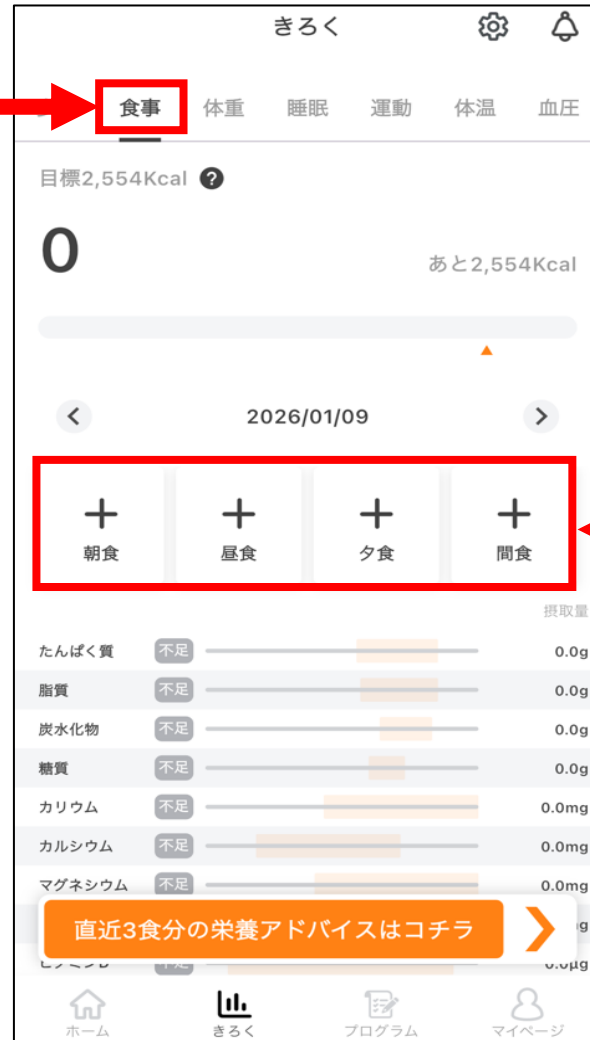 きろく
食事 体重 睡眠 運動 体温 血圧
目標2,554Kcal ?
0
あと2,554Kcal
2026/01/09
朝食 昼食 夕食 間食
摂取量
たんぱく質 不足 0.0g
脂質 不足 0.0g
炭水化物 不足 0.0g
糖質 不足 0.0g
カリウム 不足 0.0mg
カルシウム 不足 0.0mg
マグネシウム 不足 0.0mg
直近3食分の栄養アドバイスはコチラ
ホーム きろく プログラム マイページ